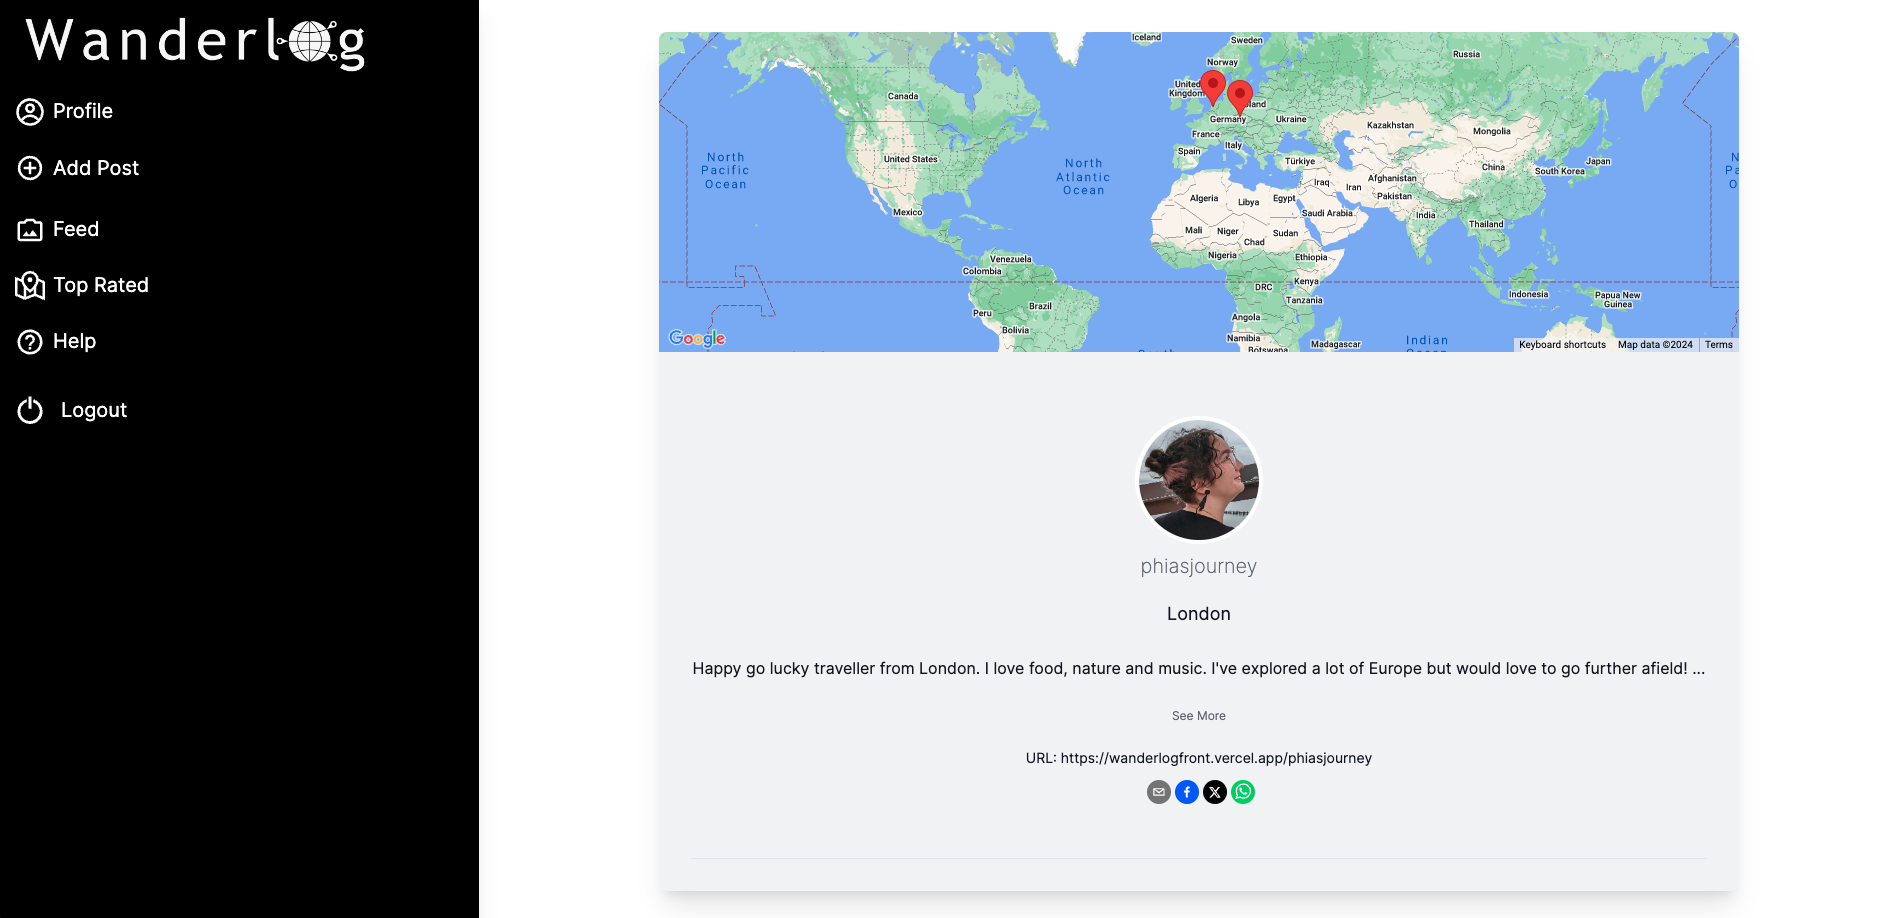 Wanderlog
Profile
Add Post
Feed
Top Rated
Help
Logout
Iceland
Sweden
Norway
Russia
United
Kingdom
Canada
Germany
Ukraine
France
Kazakhstan
Mongolia
Spain
Italy
North
Pacific
Ocean
United States
North
Atlantic
Ocean
Türkiye
China
Japan
South Korea
Iraq
Iran
Afghanistan
Pakistan
Algeria
Libya
Egypt
Saudi Arabia
Mexico
India
Thailand
Mali
Niger
Chad
Sudan
Nigeria
Ethiopia
Venezuela
Colombia
DRC
Kenya
Tanzania
Indonesia
Papua New
Guinea
Brazil
Peru
Bolivia
Angola
Namibia
Botswana
Madagascar
Indian
Google
Keyboard shortcuts
Map data ©2024
Terms
phiasjourney
London
Happy go lucky traveller from London. I love food, nature and music. I've explored a lot of Europe but would love to go further afield! ...
See More
URL: https://wanderlogfront.vercel.app/phiasjourney